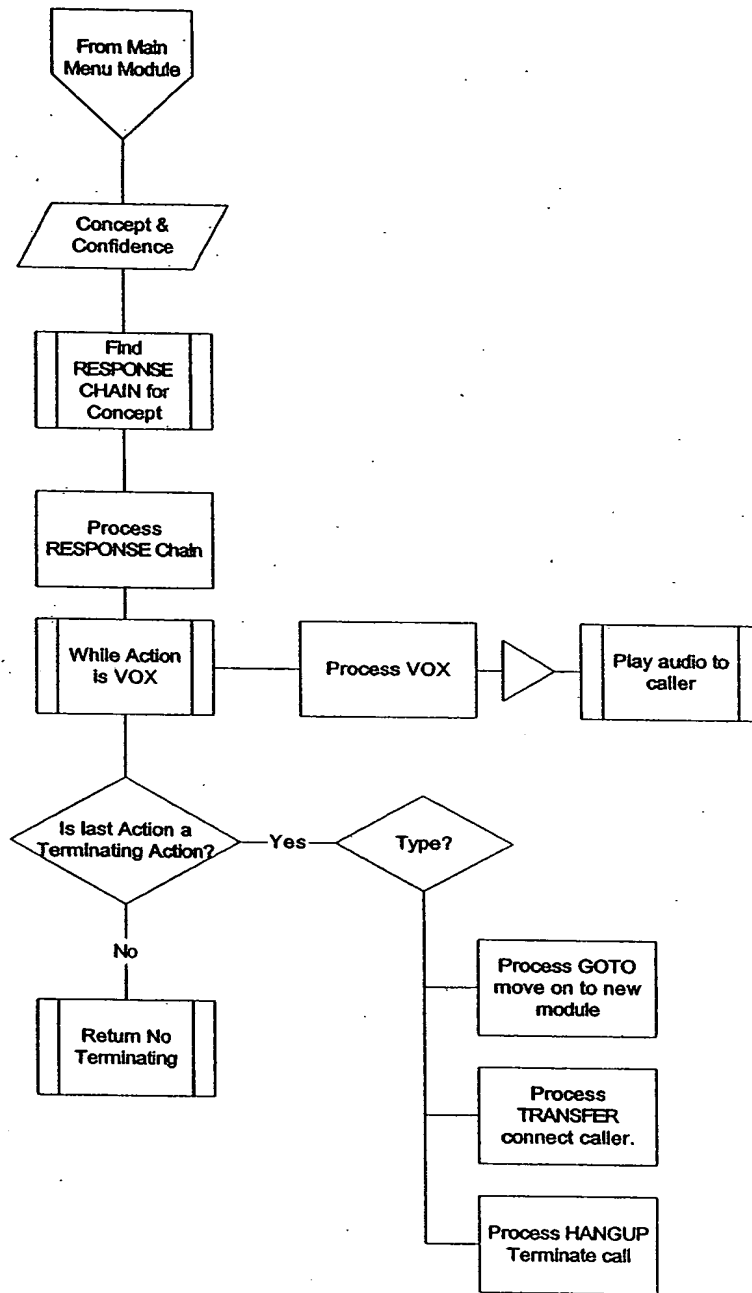 From Main
Menu Module
Concept &
Confidence
Find
RESPONSE
CHAIN for
Concept
Process
RESPONSE Chain
While Action
is VOX
Process VOX
Play audio to
caller
Is last Action a
Terminating Action?
Yes
Type?
No
Return No
Terminating
Process GOTO
move on to new
module
Process
TRANSFER
connect caller.
Process HANGUP
Terminate call